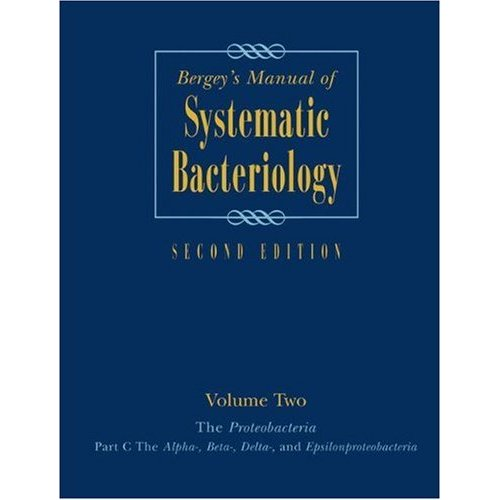 Bergey's Manual of
Systematic
Bacteriology
SECOND EDITION
Volume Two
The Proteobacteria
Part C The Alpha-, Beta-, Delta-, and Epsilonproteobacteria